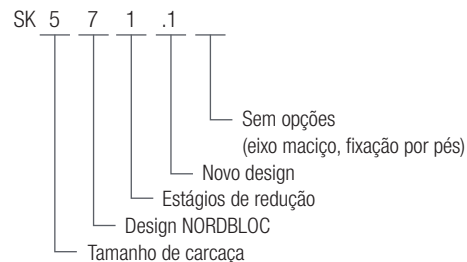 SK 5 7 1 .1
Sem opções
(eixo maciço, fixação por pés)
Novo design
Estágios de redução
Design NORDBLOC
Tamanho de carcaça